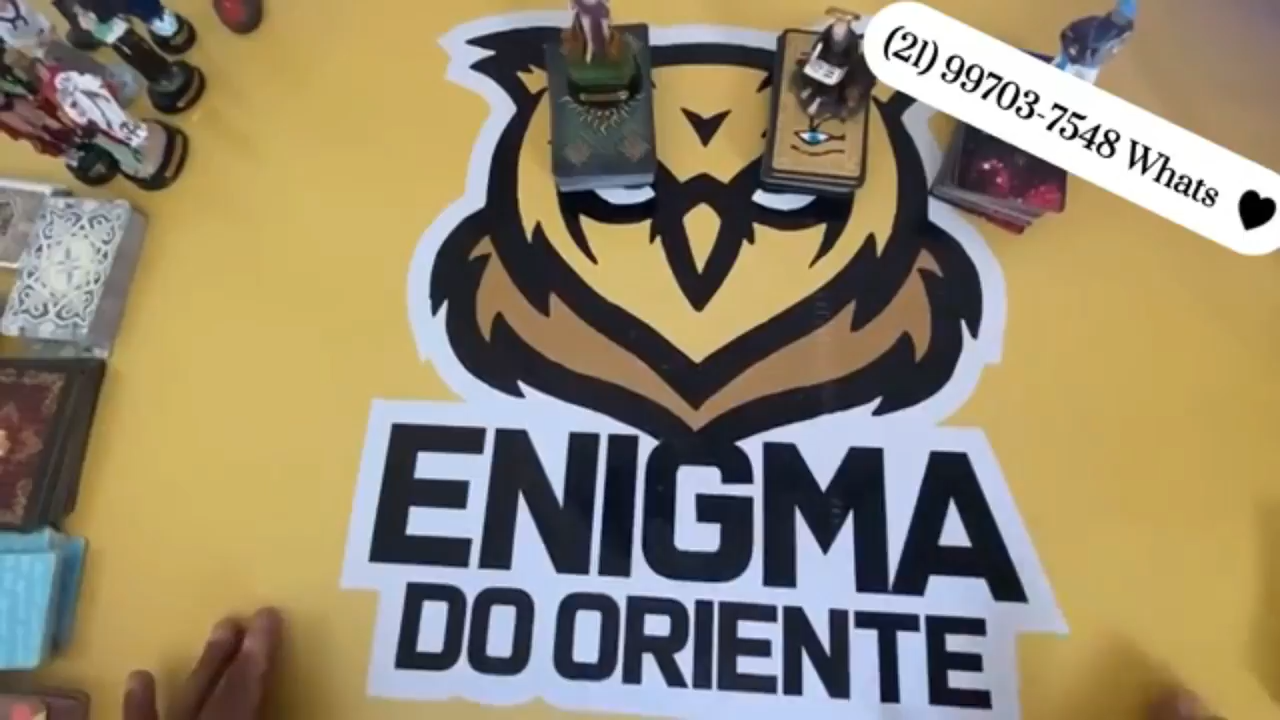 (21) 99703-7548 Whats 🖤
ENIGMA
DO ORIENTE